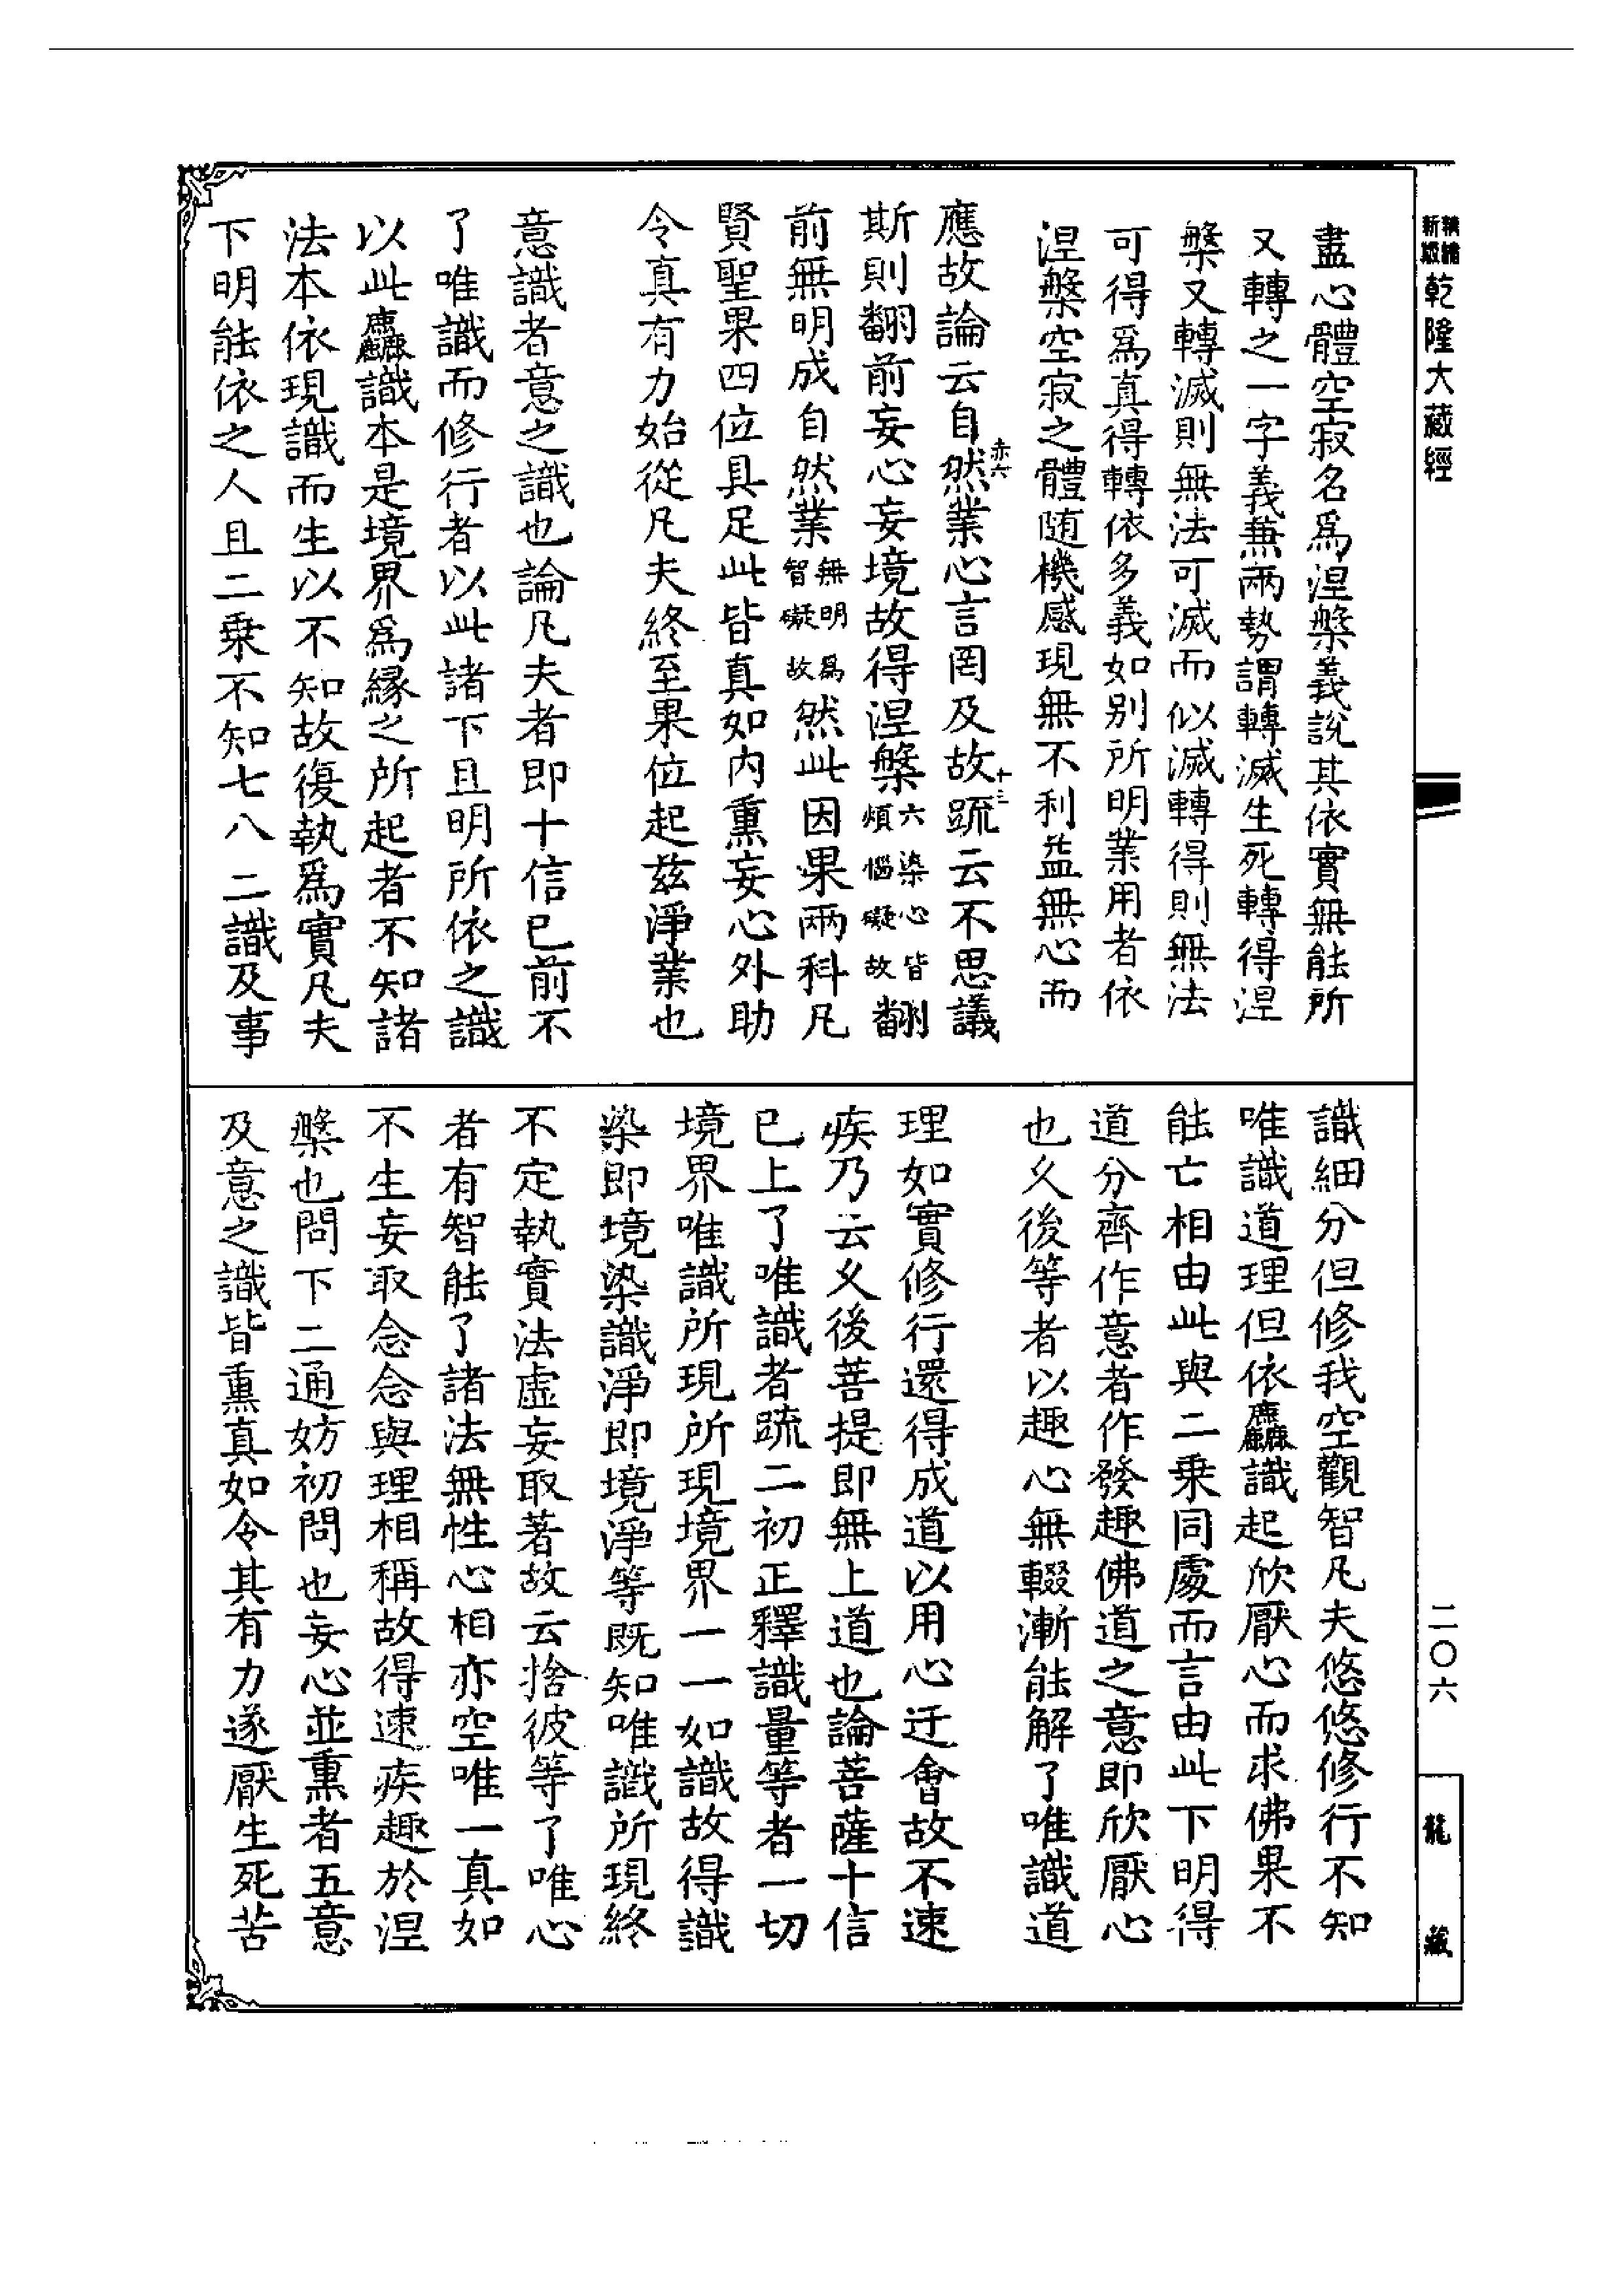 新版精補乾隆大藏經
二〇六
龍藏
盡心體空寂名爲涅槃義說其依實無能所
又轉之一字義兼兩勢謂轉滅生死轉得涅
槃又轉滅則無法可滅而似滅轉得則無法
可得爲真得轉依多義如別所明業用者依
涅槃空寂之體隨機感現無不利益無心而
應故論云自然業心言罔及故䟽云不思議
赤六
十三
斯則翻前妄心妄境故得涅槃六染心皆煩惱礙故翻
前無明成自然業無明爲智礙故然此因果兩科凡
賢聖果四位具足此皆真如內熏妄心外助
令真有力始從凡夫終至果位起兹淨業也
意識者意之識也論凡夫者即十信已前不
了唯識而修行者以此諸下且明所依之識
以此麤識本是境界爲緣之所起者不知諸
法本依現識而生以不知故復執爲實凡夫
下明能依之人且二乗不知七八二識及事
識細分但修我空觀智凡夫悠悠修行不知
唯識道理但依麤識起欣厭心而求佛果不
能亡相由此與二乗同處而言由此下明得
道分齊作意者作發趣佛道之意即欣厭心
也乆後等者以趣心無輟漸能解了唯識道
理如實修行還得成道以用心迂會故不速
疾乃云乆後菩提即無上道也論菩薩十信
已上了唯識者䟽二初正釋識量等者一切
境界唯識所現所現境界一一如識故得識
染即境染識淨即境淨等既知唯識所現終
不定執實法虛妄取著故云捨彼等了唯心
者有智能了諸法無性心相亦空唯一真如
不生妄取念念與理相稱故得速疾趣於涅
槃也問下二通妨初問也妄心並熏者五意
及意之識皆熏真如令其有力遂厭生死苦